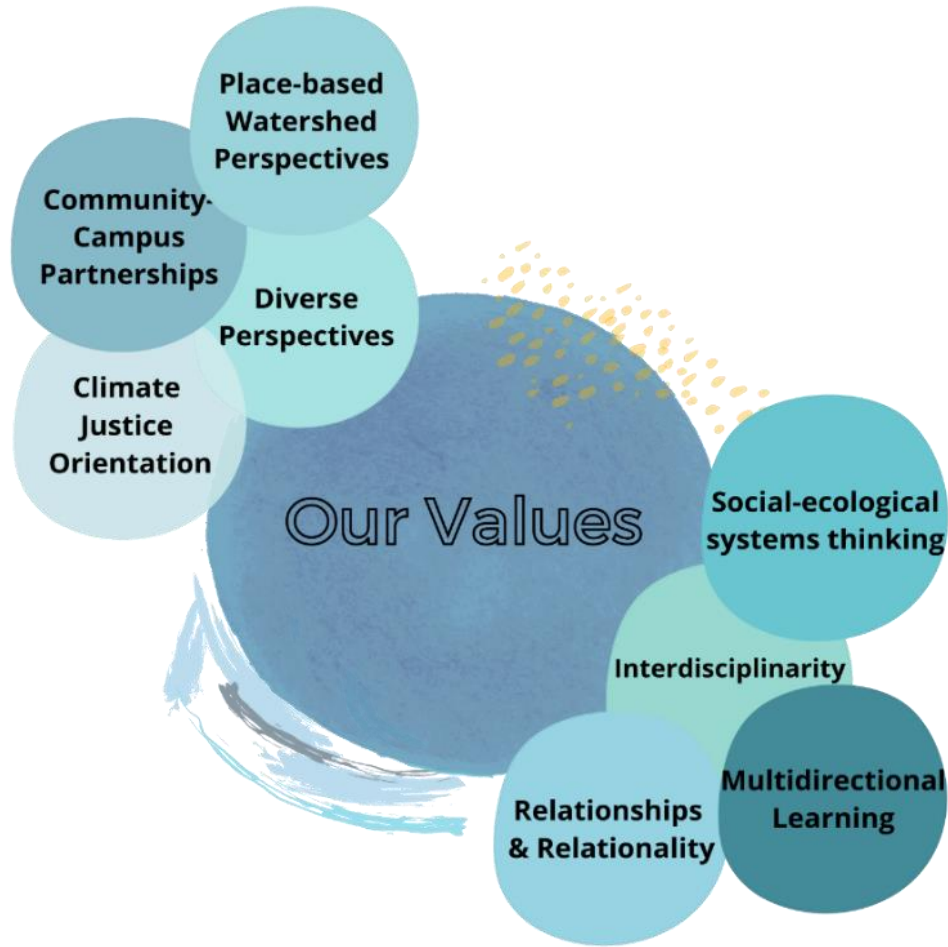 Place-based
Watershed
Perspectives
Community-
Campus
Partnerships
Diverse
Perspectives
Climate
Justice
Orientation
Our Values
Social-ecological
systems thinking
Interdisciplinarity
Multidirectional
Learning
Relationships
& Relationality